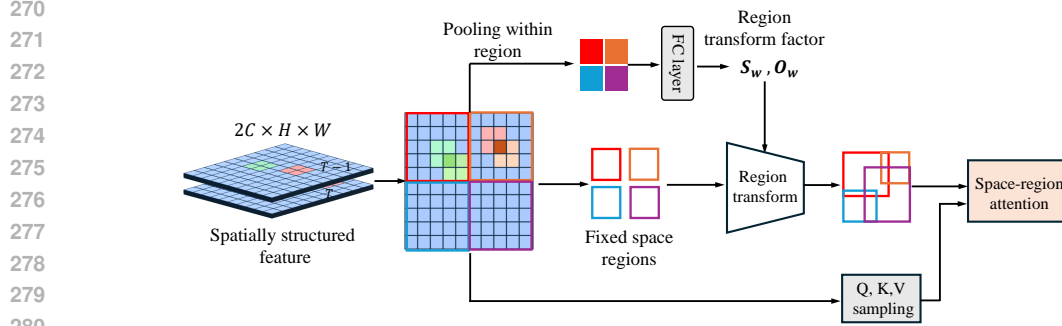 270
271
272
273
274
275
276
277
278
279
280
Pooling within
region
FC layer
Region
transform factor
S_w , O_w
2C × H × W
T − 1
T
Spatially structured
feature
Fixed space
regions
Region
transform
Space-region
attention
Q, K,V
sampling